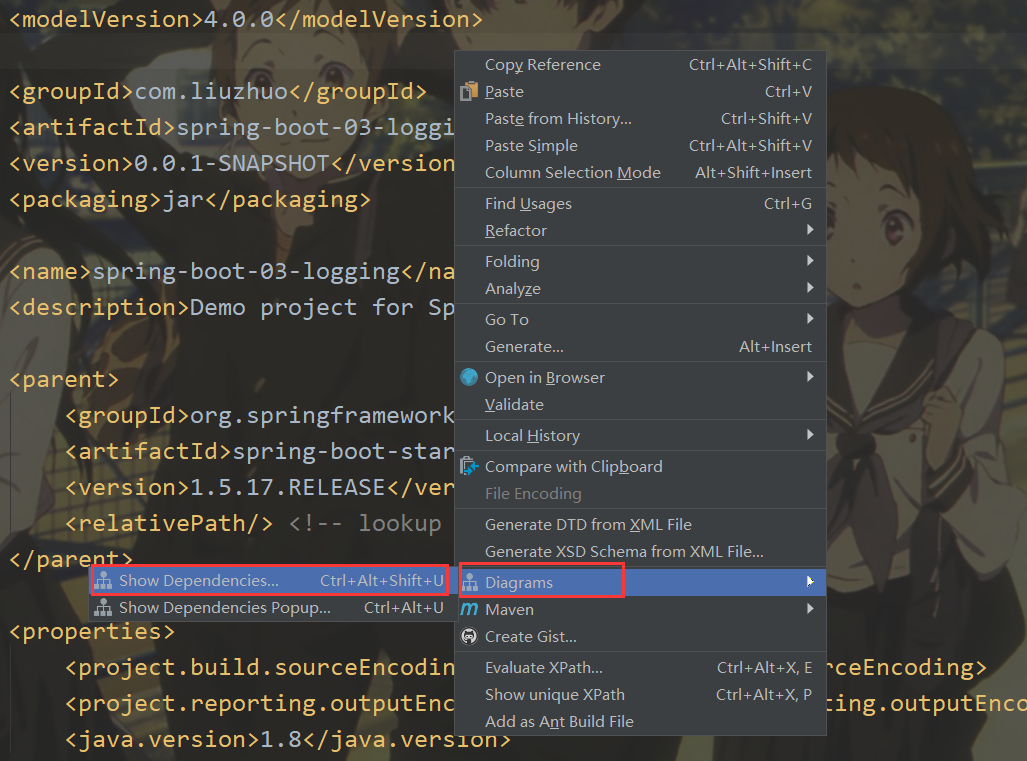 <modelVersion>4.0.0</modelVersion>
<groupId>com.liuzhuo</groupId>
<artifactId>spring-boot-03-loggi
<version>0.0.1-SNAPSHOT</version
<packaging>jar</packaging>
<name>spring-boot-03-logging</na
<description>Demo project for Sp
<parent>
<groupId>org.springframework
<artifactId>spring-boot-star
<version>1.5.17.RELEASE</ver
<relativePath/> <!-- lookup
</parent>
<properties>
<project.build.sourceEncodin rceEncoding>
<project.reporting.outputEnc ting.outputEnco
<java.version>1.8</java.version>
Copy Reference Ctrl+Alt+Shift+C
Paste Ctrl+V
Paste from History... Ctrl+Shift+V
Paste Simple Ctrl+Alt+Shift+V
Column Selection Mode Alt+Shift+Insert
Find Usages Ctrl+G
Refactor
Folding
Analyze
Go To
Generate... Alt+Insert
Open in Browser
Validate
Local History
Compare with Clipboard
File Encoding
Generate DTD from XML File
Generate XSD Schema from XML File...
Diagrams
Maven
Create Gist...
Evaluate XPath... Ctrl+Alt+X, E
Show unique XPath Ctrl+Alt+X, P
Add as Ant Build File
Show Dependencies... Ctrl+Alt+Shift+U
Show Dependencies Popup... Ctrl+Alt+U